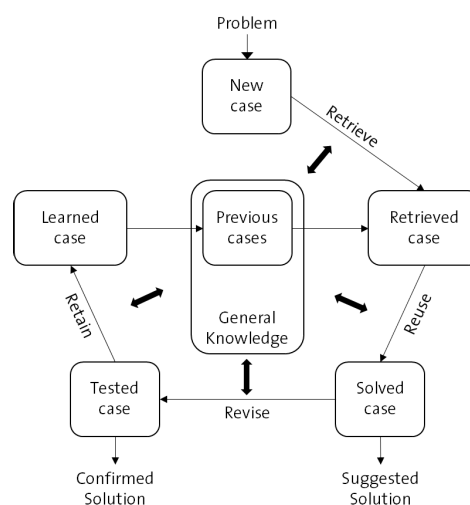 Problem
New
case
Retrieve
Learned
case
Previous
cases
Retrieved
case
General
Knowledge
Retain
Reuse
Tested
case
Revise
Solved
case
Confirmed
Solution
Suggested
Solution